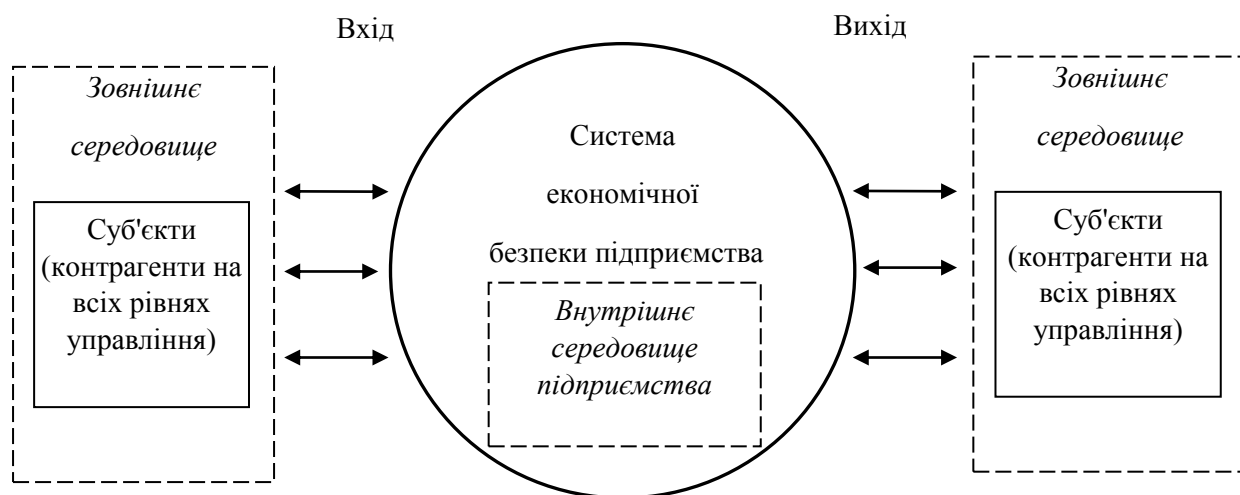 Вхід
Вихід
Зовнішнє
середовище
Суб'єкти
(контрагенти на
всіх рівнях
управління)
Система
економічної
безпеки підприємства
Внутрішнє
середовище
підприємства
Зовнішнє
середовище
Суб'єкти
(контрагенти на
всіх рівнях
управління)